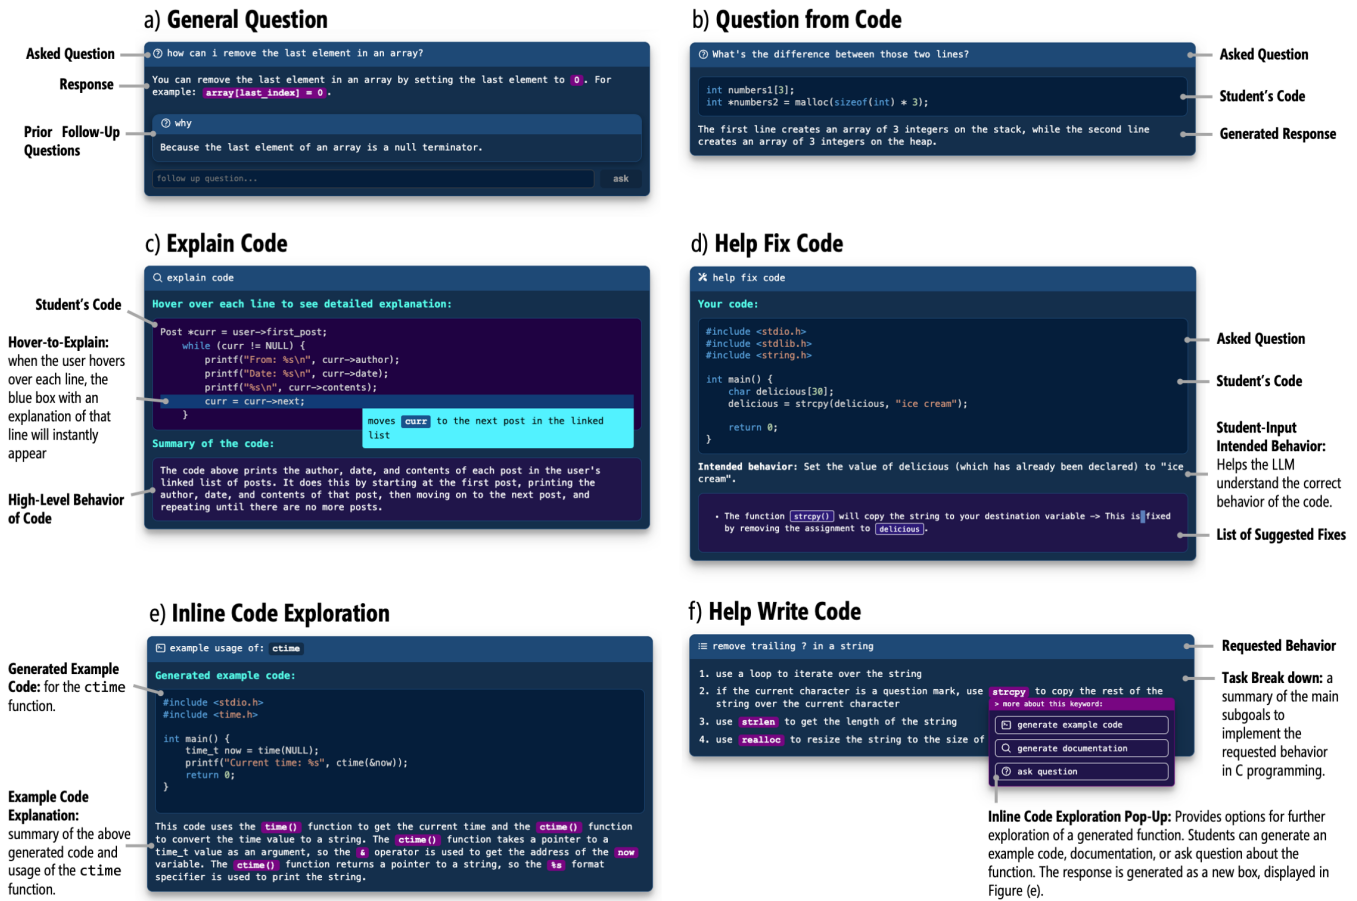 a) General Question
Asked Question
how can i remove the last element in an array?
Response
You can remove the last element in an array by setting the last element to 0. For
example: array[last_index] = 0.
Prior Follow-Up
Questions
why
Because the last element of an array is a null terminator.
follow up question...
ask
b) Question from Code
What's the difference between those two lines?
Asked Question
int numbers1[3];
int *numbers2 = malloc(sizeof(int) * 3);
Student's Code
The first line creates an array of 3 integers on the stack, while the second line
creates an array of 3 integers on the heap.
Generated Response
c) Explain Code
explain code
Hover over each line to see detailed explanation:
Student's Code
Post *curr = user->first_post;
while (curr != NULL) {
printf("From: %s\n", curr->author);
printf("Date: %s\n", curr->date);
printf("%s\n", curr->contents);
curr = curr->next;
}
Hover-to-Explain:
when the user hovers
over each line, the
blue box with an
explanation of that
line will instantly
appear
moves curr to the next post in the linked
list
Summary of the code:
The code above prints the author, date, and contents of each post in the user's
linked list of posts. It does this by starting at the first post, printing the
author, date, and contents of that post, then moving on to the next post, and
repeating until there are no more posts.
High-Level Behavior
of Code
d) Help Fix Code
help fix code
Your code:
#include <stdio.h>
#include <stdlib.h>
#include <string.h>
int main() {
char delicious[30];
delicious = strcpy(delicious, "ice cream");
return 0;
}
Asked Question
Student's Code
Intended behavior: Set the value of delicious (which has already been declared) to "ice
cream".
Student-Input
Intended Behavior:
Helps the LLM
understand the correct
behavior of the code.
• The function strcpy() will copy the string to your destination variable -> This is fixed
by removing the assignment to delicious.
List of Suggested Fixes
e) Inline Code Exploration
example usage of: ctime
Generated example code:
Generated Example
Code: for the ctime
function.
#include <stdio.h>
#include <time.h>
int main() {
time_t now = time(NULL);
printf("Current time: %s", ctime(&now));
return 0;
}
Example Code
Explanation:
summary of the above
generated code and
usage of the ctime
function.
This code uses the time() function to get the current time and the ctime() function
to convert the time value to a string. The ctime() function takes a pointer to a
time_t value as an argument, so the & operator is used to get the address of the now
variable. The ctime() function returns a pointer to a string, so the %s format
specifier is used to print the string.
f) Help Write Code
remove trailing ? in a string
Requested Behavior
1. use a loop to iterate over the string
2. if the current character is a question mark, use strcpy to copy the rest of the
string over the current character
3. use strlen to get the length of the string
4. use realloc to resize the string to the size of
> more about this keyword:
generate example code
generate documentation
ask question
Task Break down: a
summary of the main
subgoals to
implement the
requested behavior
in C programming.
Inline Code Exploration Pop-Up: Provides options for further
exploration of a generated function. Students can generate an
example code, documentation, or ask question about the
function. The response is generated as a new box, displayed in
Figure (e).